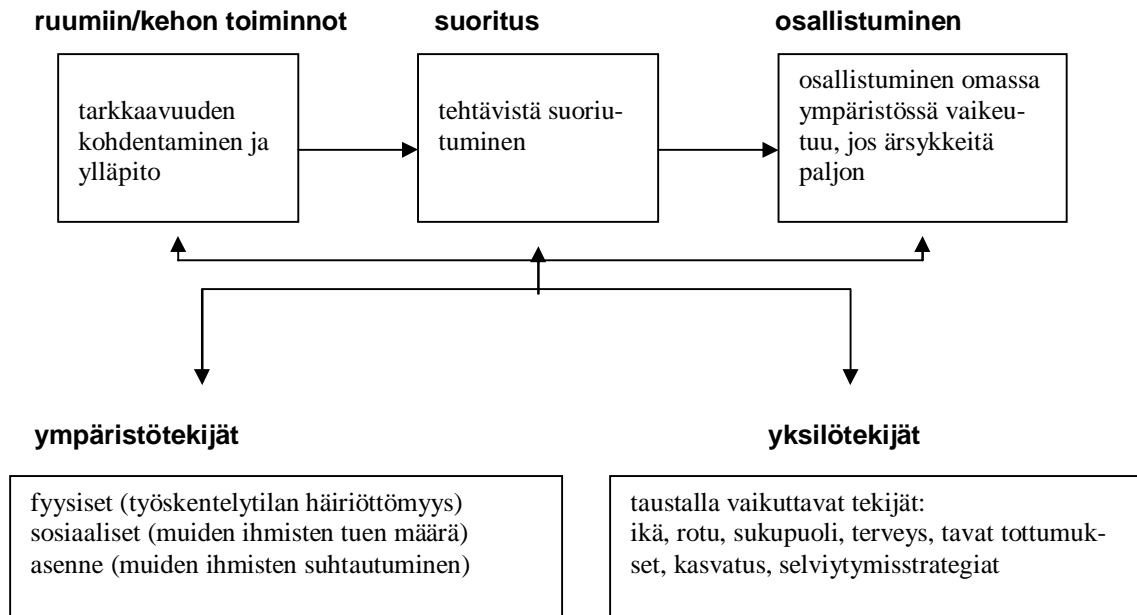 ruumiin/kehon toiminnot
suoritus
osallistuminen
tarkkaavuuden
kohdentaminen ja
ylläpito
tehtävistä suoriu-
tuminen
osallistuminen omassa
ympäristössä vaikeu-
tuu, jos ärsykkeitä
paljon
ympäristötekijät
yksilötekijät
fyysiset (työskentelytilan häiriöttömyys)
sosiaaliset (muiden ihmisten tuen määrä)
asenne (muiden ihmisten suhtautuminen)
taustalla vaikuttavat tekijät:
ikä, rotu, sukupuoli, terveys, tavat tottumuk-
set, kasvatus, selviytymisstrategiat